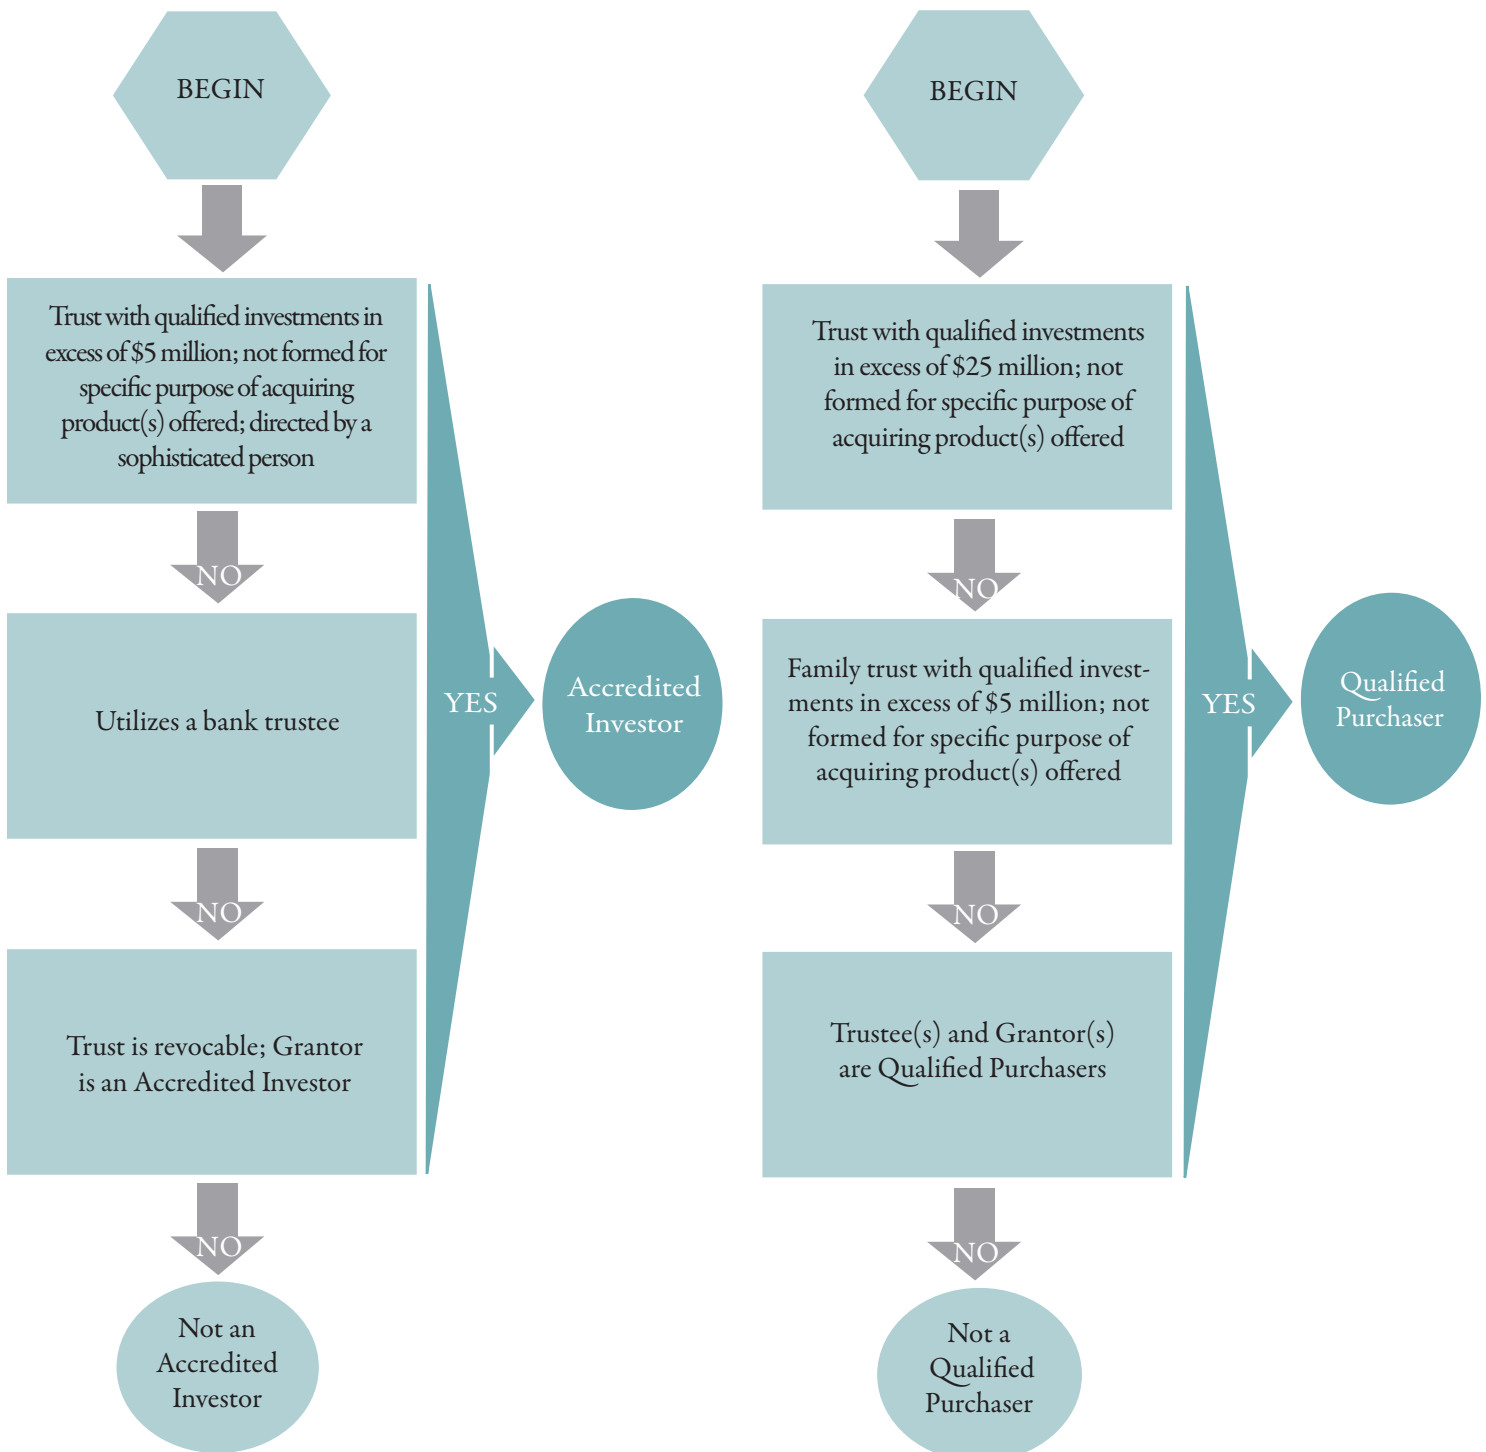 BEGIN
Trust with qualified investments in
excess of $5 million; not formed for
specific purpose of acquiring
product(s) offered; directed by a
sophisticated person
NO
Utilizes a bank trustee
NO
Trust is revocable; Grantor
is an Accredited Investor
NO
Not an
Accredited
Investor
YES
Accredited
Investor
BEGIN
Trust with qualified investments
in excess of $25 million; not
formed for specific purpose of
acquiring product(s) offered
NO
Family trust with qualified invest-
ments in excess of $5 million; not
formed for specific purpose of
acquiring product(s) offered
NO
Trustee(s) and Grantor(s)
are Qualified Purchasers
NO
Not a
Qualified
Purchaser
YES
Qualified
Purchaser